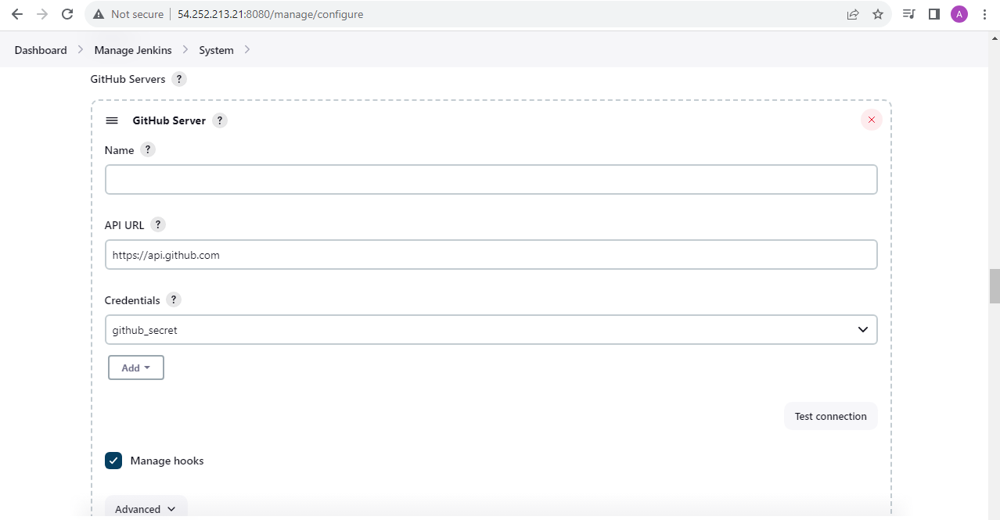 Not secure 54.252.213.21:8080/manage/configure A
Dashboard Manage Jenkins System
GitHub Servers ?
GitHub Server ?
Name ?
API URL ?
https://api.github.com
Credentials ?
github_secret
Add
Test connection
Manage hooks
Advanced